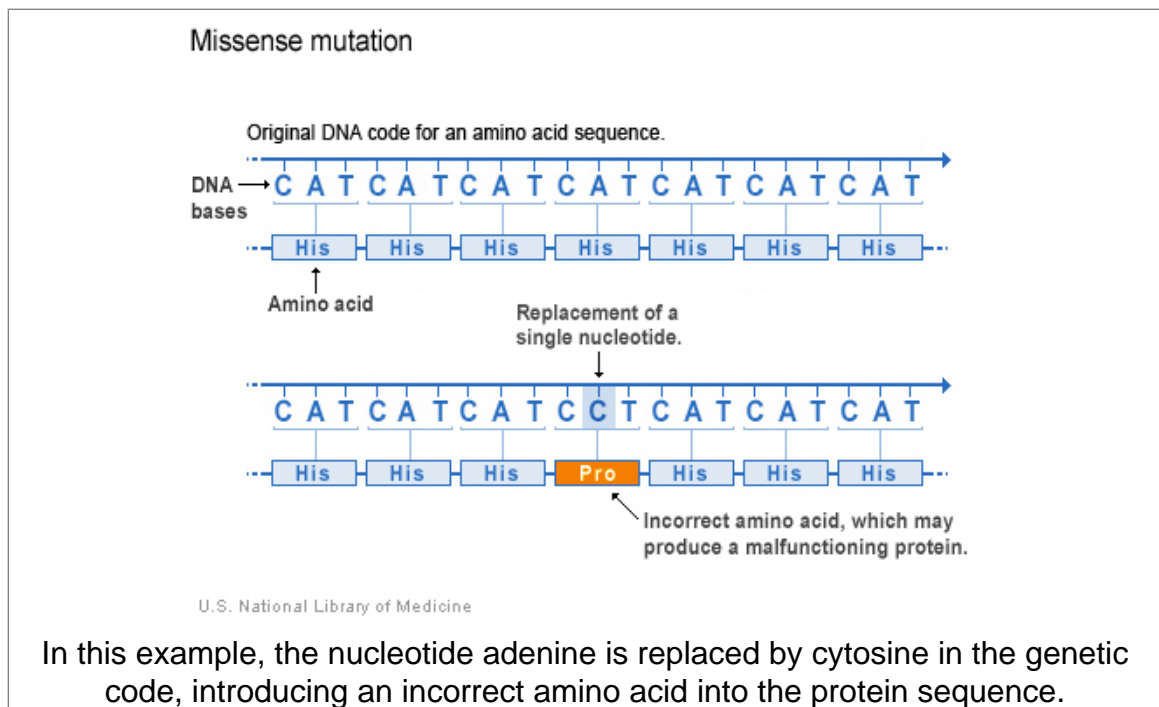 Missense mutation
Original DNA code for an amino acid sequence.
DNA bases
C A T C A T C A T C A T C A T C A T C A T
His His His His His His His
Amino acid
Replacement of a
single nucleotide.
C A T C A T C A T C C T C A T C A T C A T
His His His Pro His His His
Incorrect amino acid, which may
produce a malfunctioning protein.
U.S. National Library of Medicine
In this example, the nucleotide adenine is replaced by cytosine in the genetic
code, introducing an incorrect amino acid into the protein sequence.